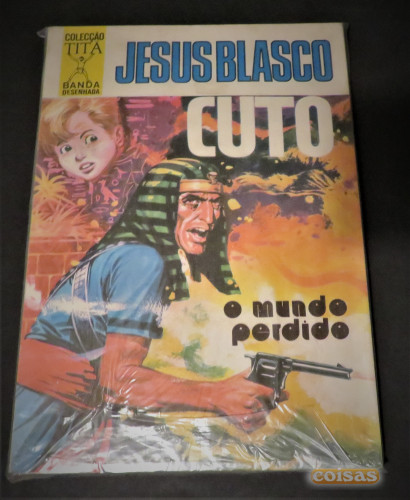 COLECÇÃO
TITÃ
BANDA
DESENHADA
JESUS BLASCO
CUTO
o mundo
perdido
coisas